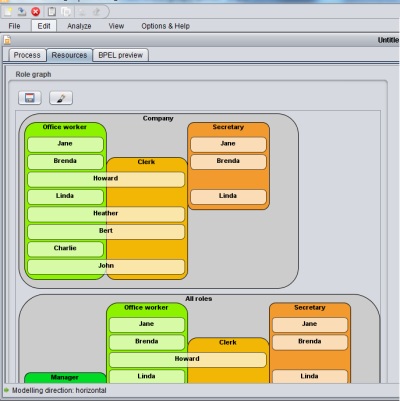 File Edit Analyze View Options & Help
Untitle
Process Resources BPEL preview
Role graph
Company
Office worker Secretary
Jane Jane
Brenda Clerk Brenda
Howard
Linda Linda
Heather
Bert
Charlie
John
All roles
Office worker Secretary
Jane Jane
Brenda Clerk Brenda
Howard
Manager Linda Linda
Modelling direction: horizontal